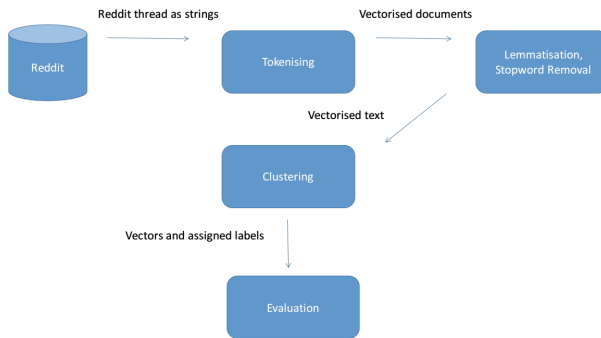 Reddit thread as strings
Vectorised documents
Reddit
Tokenising
Lemmatisation,
Stopword Removal
Vectorised text
Clustering
Vectors and assigned labels
Evaluation